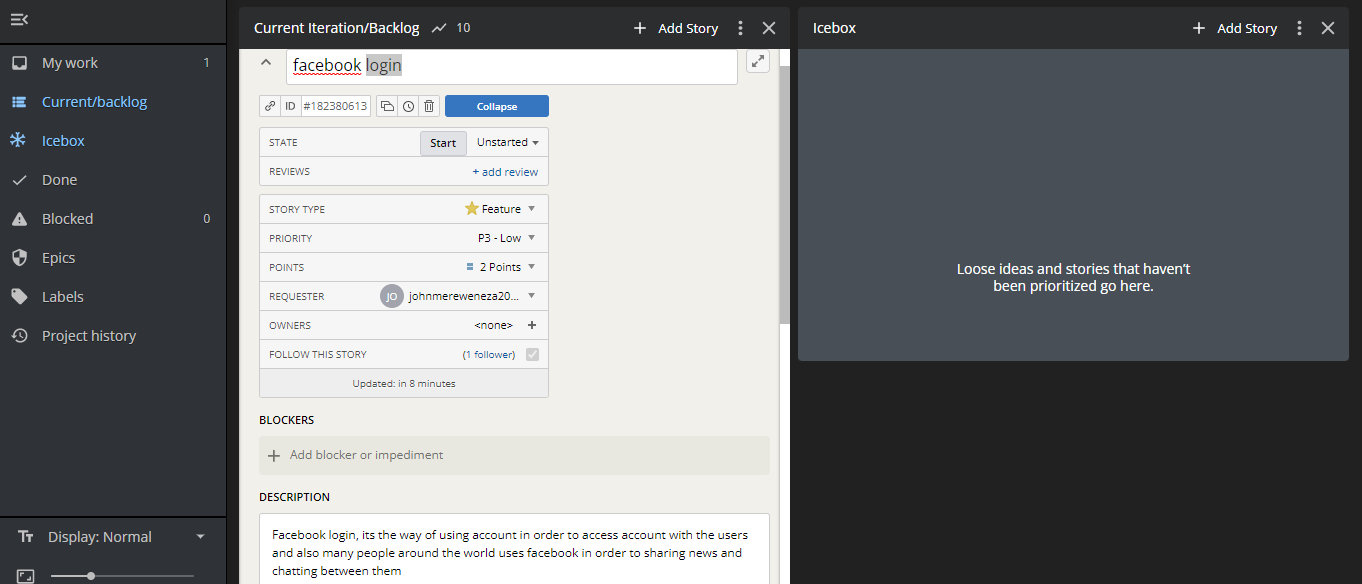 My work 1
Current/backlog
Icebox
Done
Blocked 0
Epics
Labels
Project history
Display: Normal
Current Iteration/Backlog 10 Add Story
facebook login
ID #182380613 Collapse
STATE Start Unstarted
REVIEWS + add review
STORY TYPE Feature
PRIORITY P3 - Low
POINTS 2 Points
REQUESTER JO johnmereweneza20...
OWNERS <none> +
FOLLOW THIS STORY (1 follower)
Updated: in 8 minutes
BLOCKERS
+ Add blocker or impediment
DESCRIPTION
Facebook login, its the way of using account in order to access account with the users
and also many people around the world uses facebook in order to sharing news and
chatting between them
Icebox + Add Story
Loose ideas and stories that haven't
been prioritized go here.